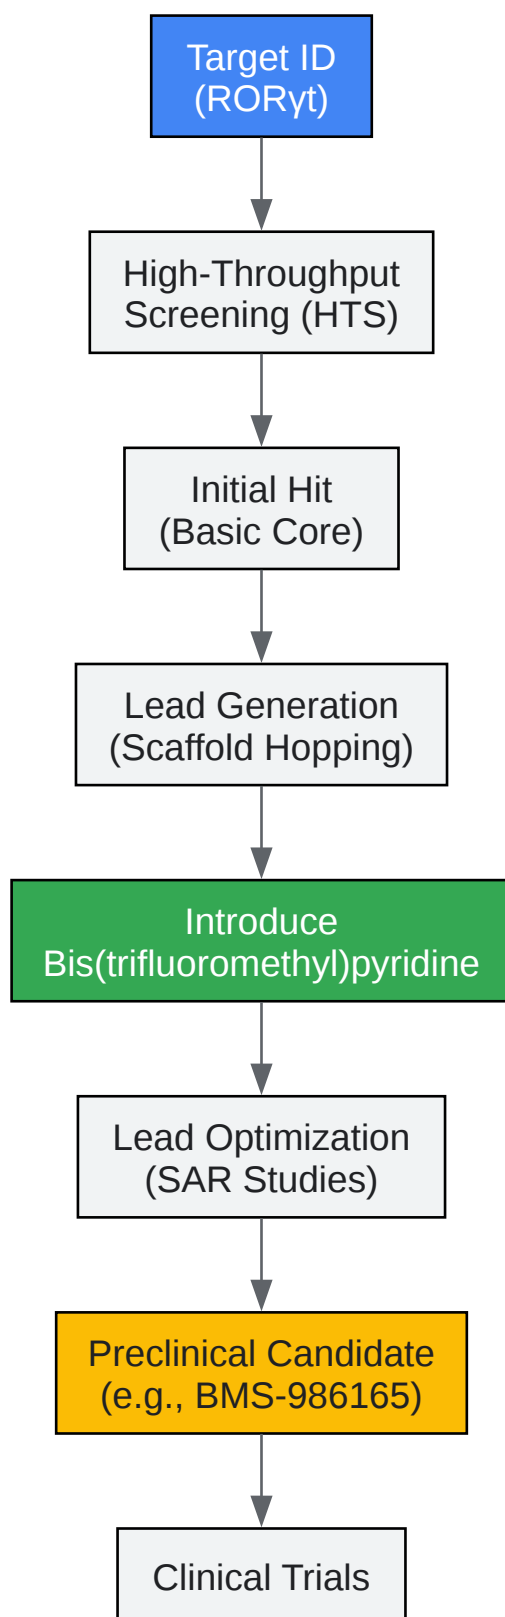 Target ID
(RORγt)
High-Throughput
Screening (HTS)
Initial Hit
(Basic Core)
Lead Generation
(Scaffold Hopping)
Introduce
Bis(trifluoromethyl)pyridine
Lead Optimization
(SAR Studies)
Preclinical Candidate
(e.g., BMS-986165)
Clinical Trials